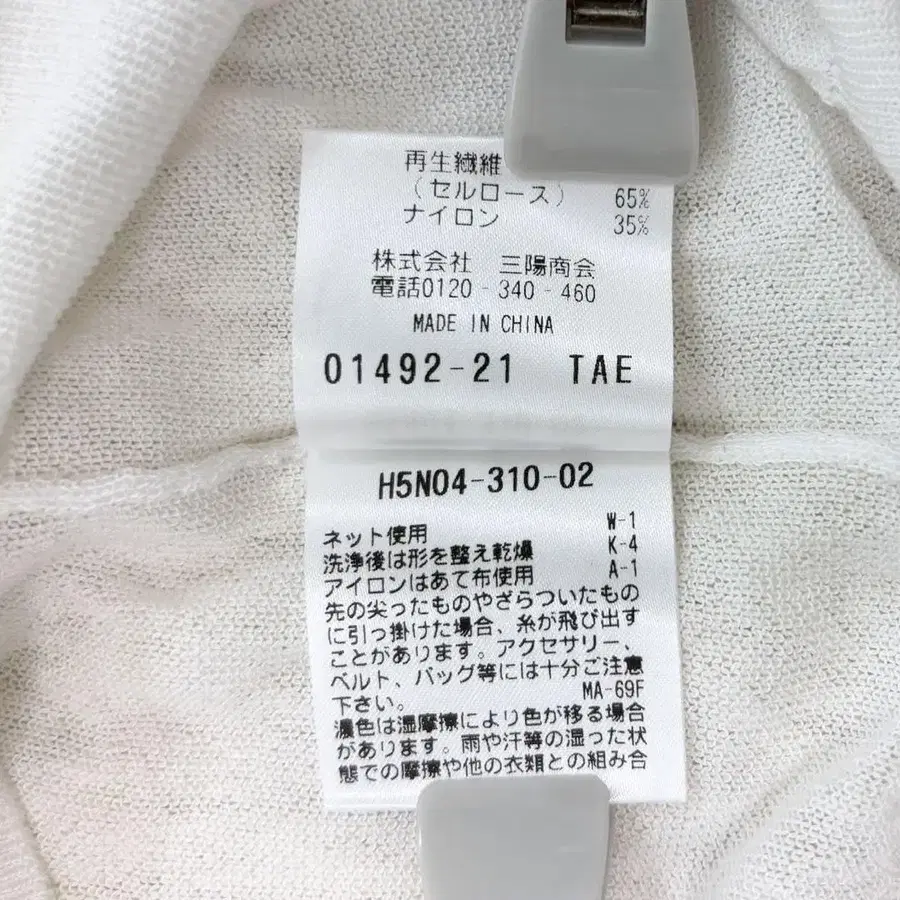 再生繊維
（セルロース） 65%
ナイロン 35%
株式会社 三陽商会
電話0120-340-460
MADE IN CHINA
01492-21 TAE
H5N04-310-02
W-1
ネット使用 K-4
洗浄後は形を整え乾燥 A-1
アイロンはあて布使用
先の尖ったものやざらついたもの
に引っ掛けた場合、糸が飛び出す
ことがあります。アクセサリー、
ベルト、バッグ等には十分ご注意
下さい。 MA-69F
濃色は湿摩擦により色が移る場合
があります。雨や汗等の湿った状
態での摩擦や他の衣類との組み合